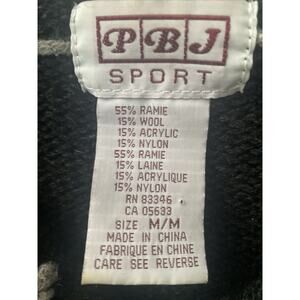 PBJ
SPORT
55% RAMIE
15% WOOL
15% ACRYLIC
15% NYLON
55% RAMIE
15% LAINE
15% ACRYLIQUE
15% NYLON
RN 83346
CA 05633
SIZE M/M
MADE IN CHINA
FABRIQUE EN CHINE
CARE SEE REVERSE